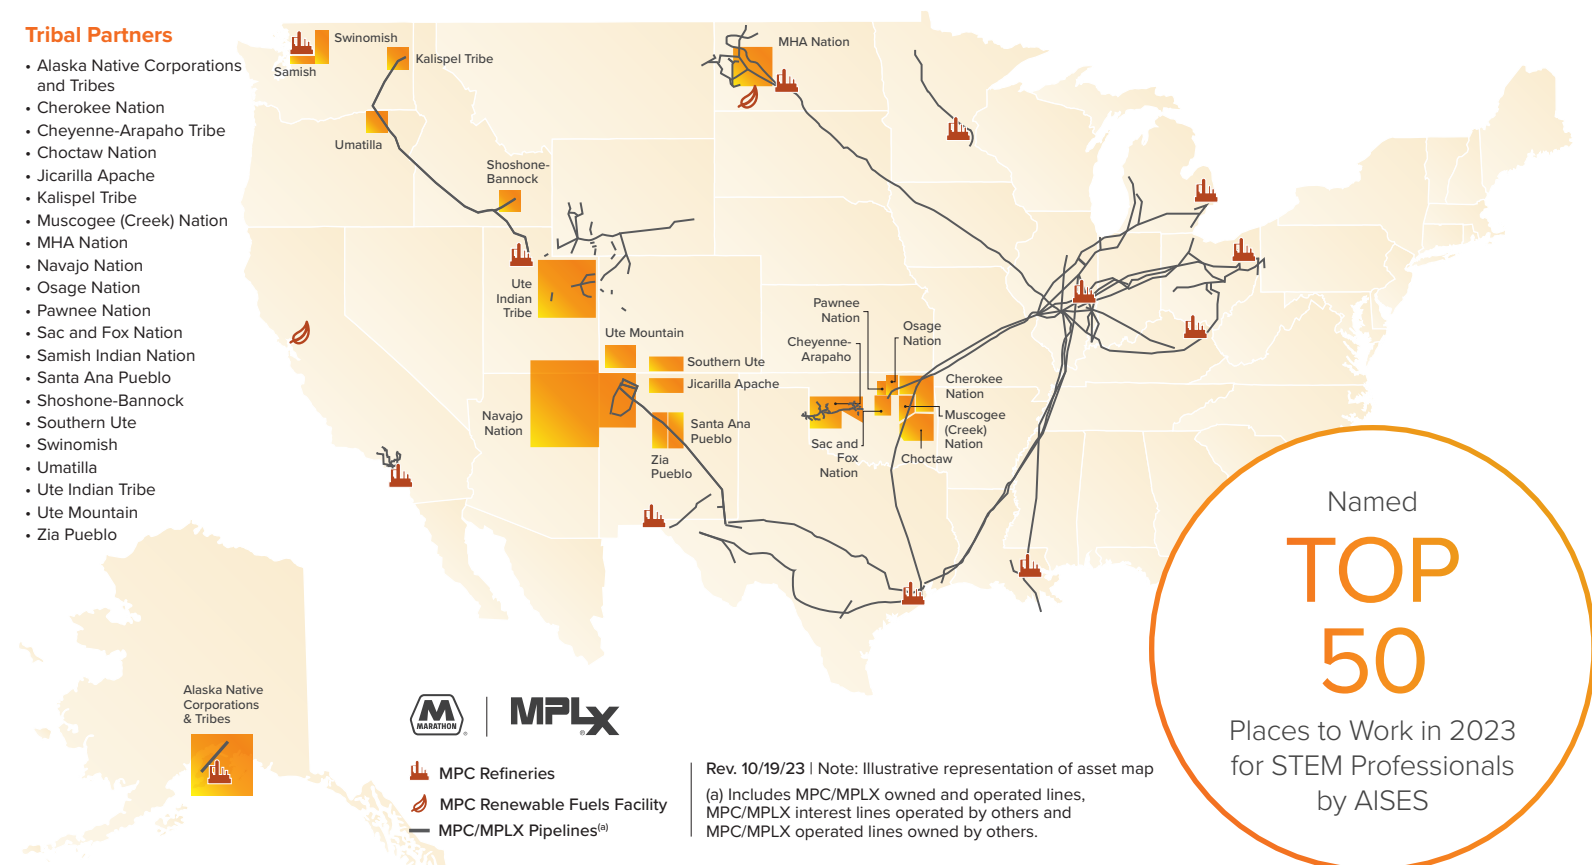 Tribal Partners
• Alaska Native Corporations
and Tribes
• Cherokee Nation
• Cheyenne-Arapaho Tribe
• Choctaw Nation
• Jicarilla Apache
• Kalispel Tribe
• Muscogee (Creek) Nation
• MHA Nation
• Navajo Nation
• Osage Nation
• Pawnee Nation
• Sac and Fox Nation
• Samish Indian Nation
• Santa Ana Pueblo
• Shoshone-Bannock
• Southern Ute
• Swinomish
• Umatilla
• Ute Indian Tribe
• Ute Mountain
• Zia Pueblo
Swinomish
Samish
Kalispel Tribe
Umatilla
Shoshone-
Bannock
MHA Nation
Ute
Indian
Tribe
Ute Mountain
Southern Ute
Jicarilla Apache
Navajo
Nation
Santa Ana
Pueblo
Zia
Pueblo
Pawnee
Nation
Osage
Nation
Cheyenne-
Arapaho
Cherokee
Nation
Muscogee
(Creek)
Nation
Sac and
Fox
Nation
Choctaw
Alaska Native
Corporations
& Tribes
M
MARATHON®
MPLX®
MPC Refineries
MPC Renewable Fuels Facility
MPC/MPLX Pipelines(a)
Rev. 10/19/23 | Note: Illustrative representation of asset map
(a) Includes MPC/MPLX owned and operated lines,
MPC/MPLX interest lines operated by others and
MPC/MPLX operated lines owned by others.
Named
TOP
50
Places to Work in 2023
for STEM Professionals
by AISES